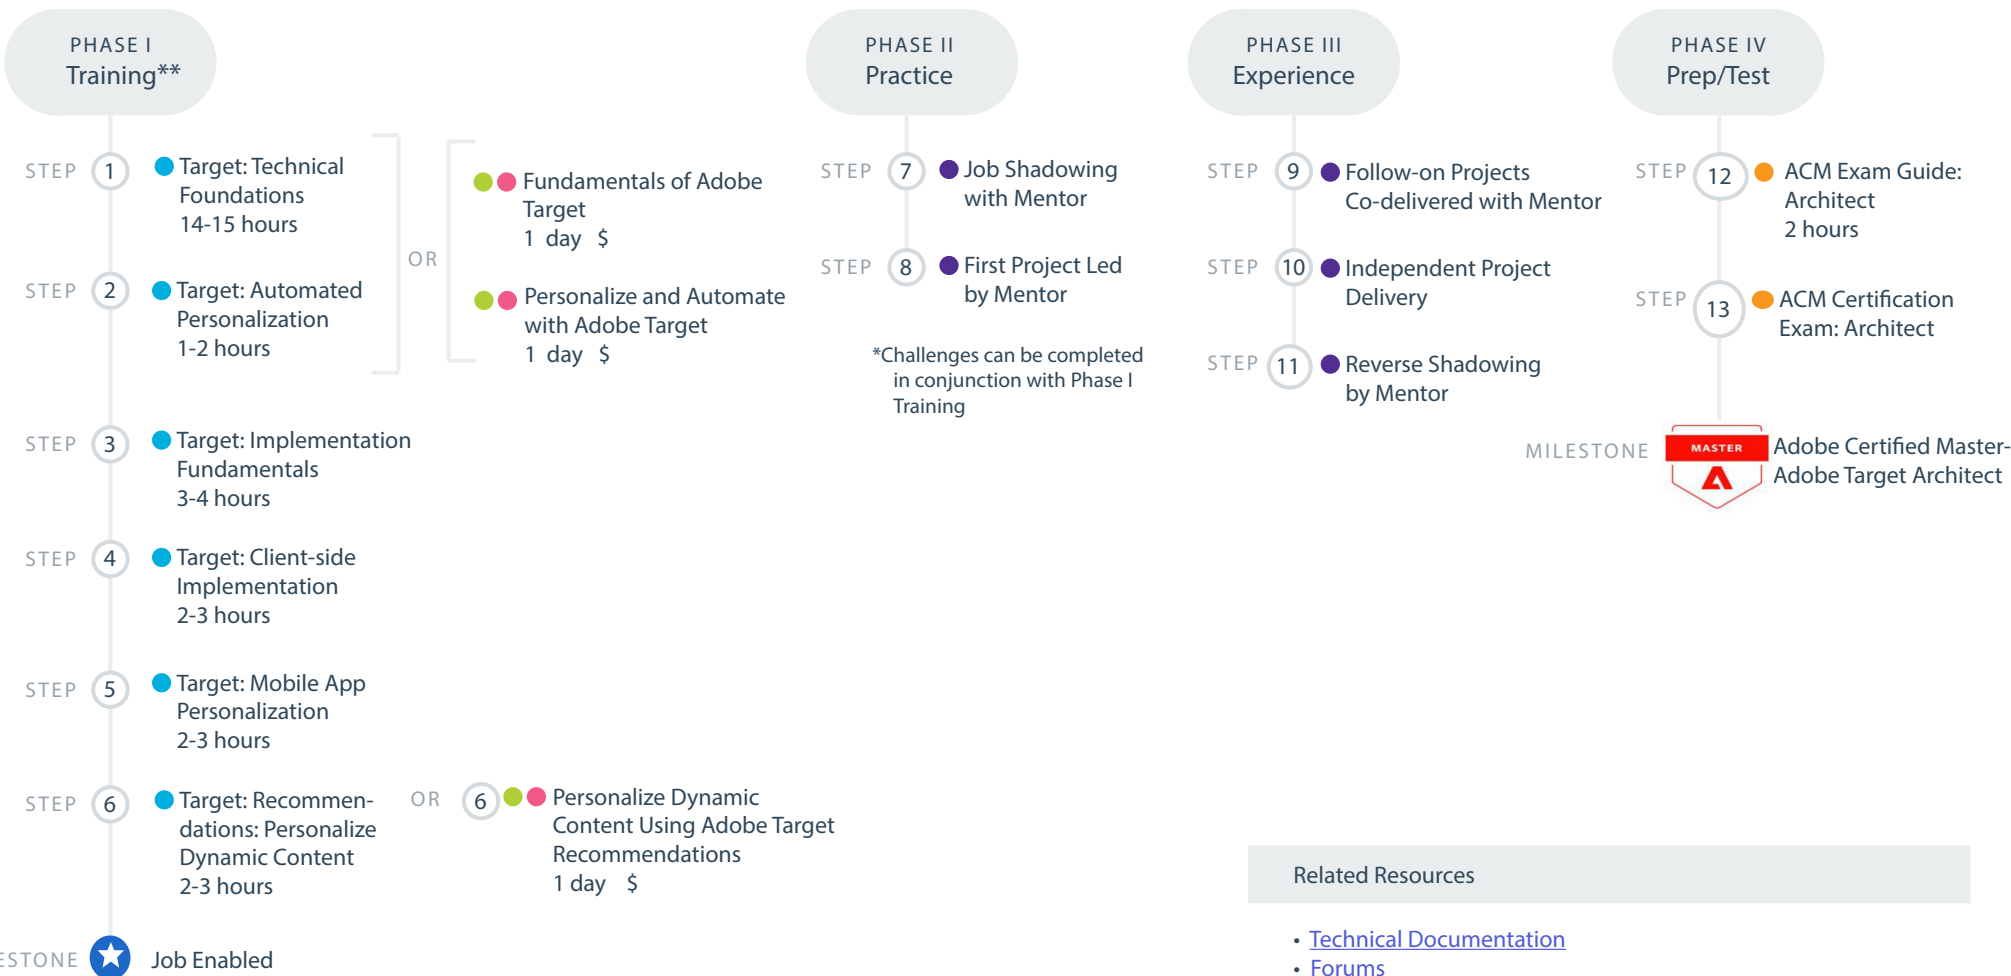 PHASE I
Training**
STEP 1 Target: Technical
Foundations
14-15 hours
STEP 2 Target: Automated
Personalization
1-2 hours
OR
Fundamentals of Adobe
Target
1 day $
Personalize and Automate
with Adobe Target
1 day $
STEP 3 Target: Implementation
Fundamentals
3-4 hours
STEP 4 Target: Client-side
Implementation
2-3 hours
STEP 5 Target: Mobile App
Personalization
2-3 hours
STEP 6 Target: Recommen-
dations: Personalize
Dynamic Content
2-3 hours
OR 6 Personalize Dynamic
Content Using Adobe Target
Recommendations
1 day $
ESTONE Job Enabled
PHASE II
Practice
STEP 7 Job Shadowing
with Mentor
STEP 8 First Project Led
by Mentor
*Challenges can be completed
in conjunction with Phase I
Training
PHASE III
Experience
STEP 9 Follow-on Projects
Co-delivered with Mentor
STEP 10 Independent Project
Delivery
STEP 11 Reverse Shadowing
by Mentor
PHASE IV
Prep/Test
STEP 12 ACM Exam Guide:
Architect
2 hours
STEP 13 ACM Certification
Exam: Architect
MILESTONE MASTER Adobe Certified Master-
Adobe Target Architect
Related Resources
• Technical Documentation
• Forums